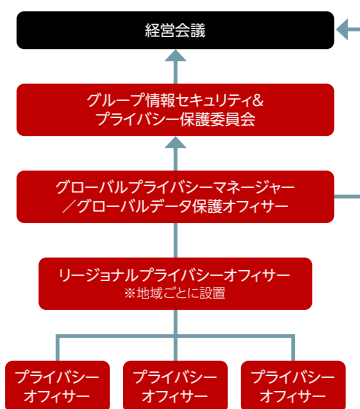 経営会議
グループ情報セキュリティ&
プライバシー保護委員会
グローバルプライバシーマネージャー
／グローバルデータ保護オフィサー
リージョナルプライバシーオフィサー
※地域ごとに設置
プライバシー
オフィサー
プライバシー
オフィサー
プライバシー
オフィサー